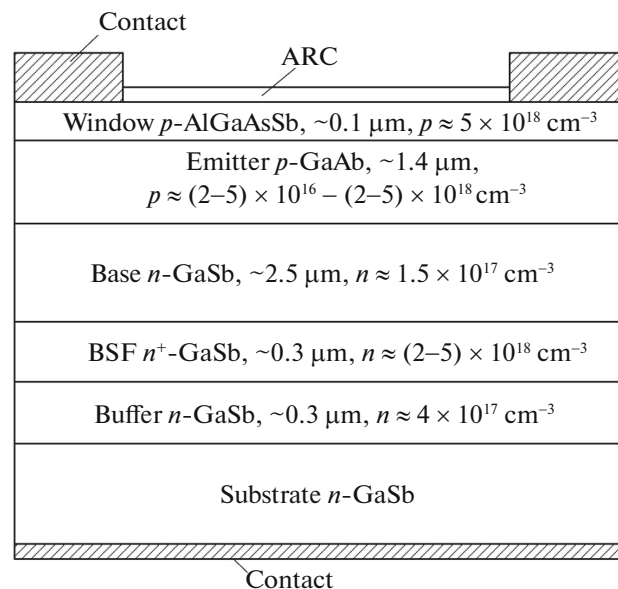 Contact
ARC
Window p-AlGaAsSb, ~0.1 μm, p ≈ 5 × 10¹⁸ cm⁻³
Emitter p-GaAb, ~1.4 μm,
p ≈ (2–5) × 10¹⁶ – (2–5) × 10¹⁸ cm⁻³
Base n-GaSb, ~2.5 μm, n ≈ 1.5 × 10¹⁷ cm⁻³
BSF n⁺-GaSb, ~0.3 μm, n ≈ (2–5) × 10¹⁸ cm⁻³
Buffer n-GaSb, ~0.3 μm, n ≈ 4 × 10¹⁷ cm⁻³
Substrate n-GaSb
Contact